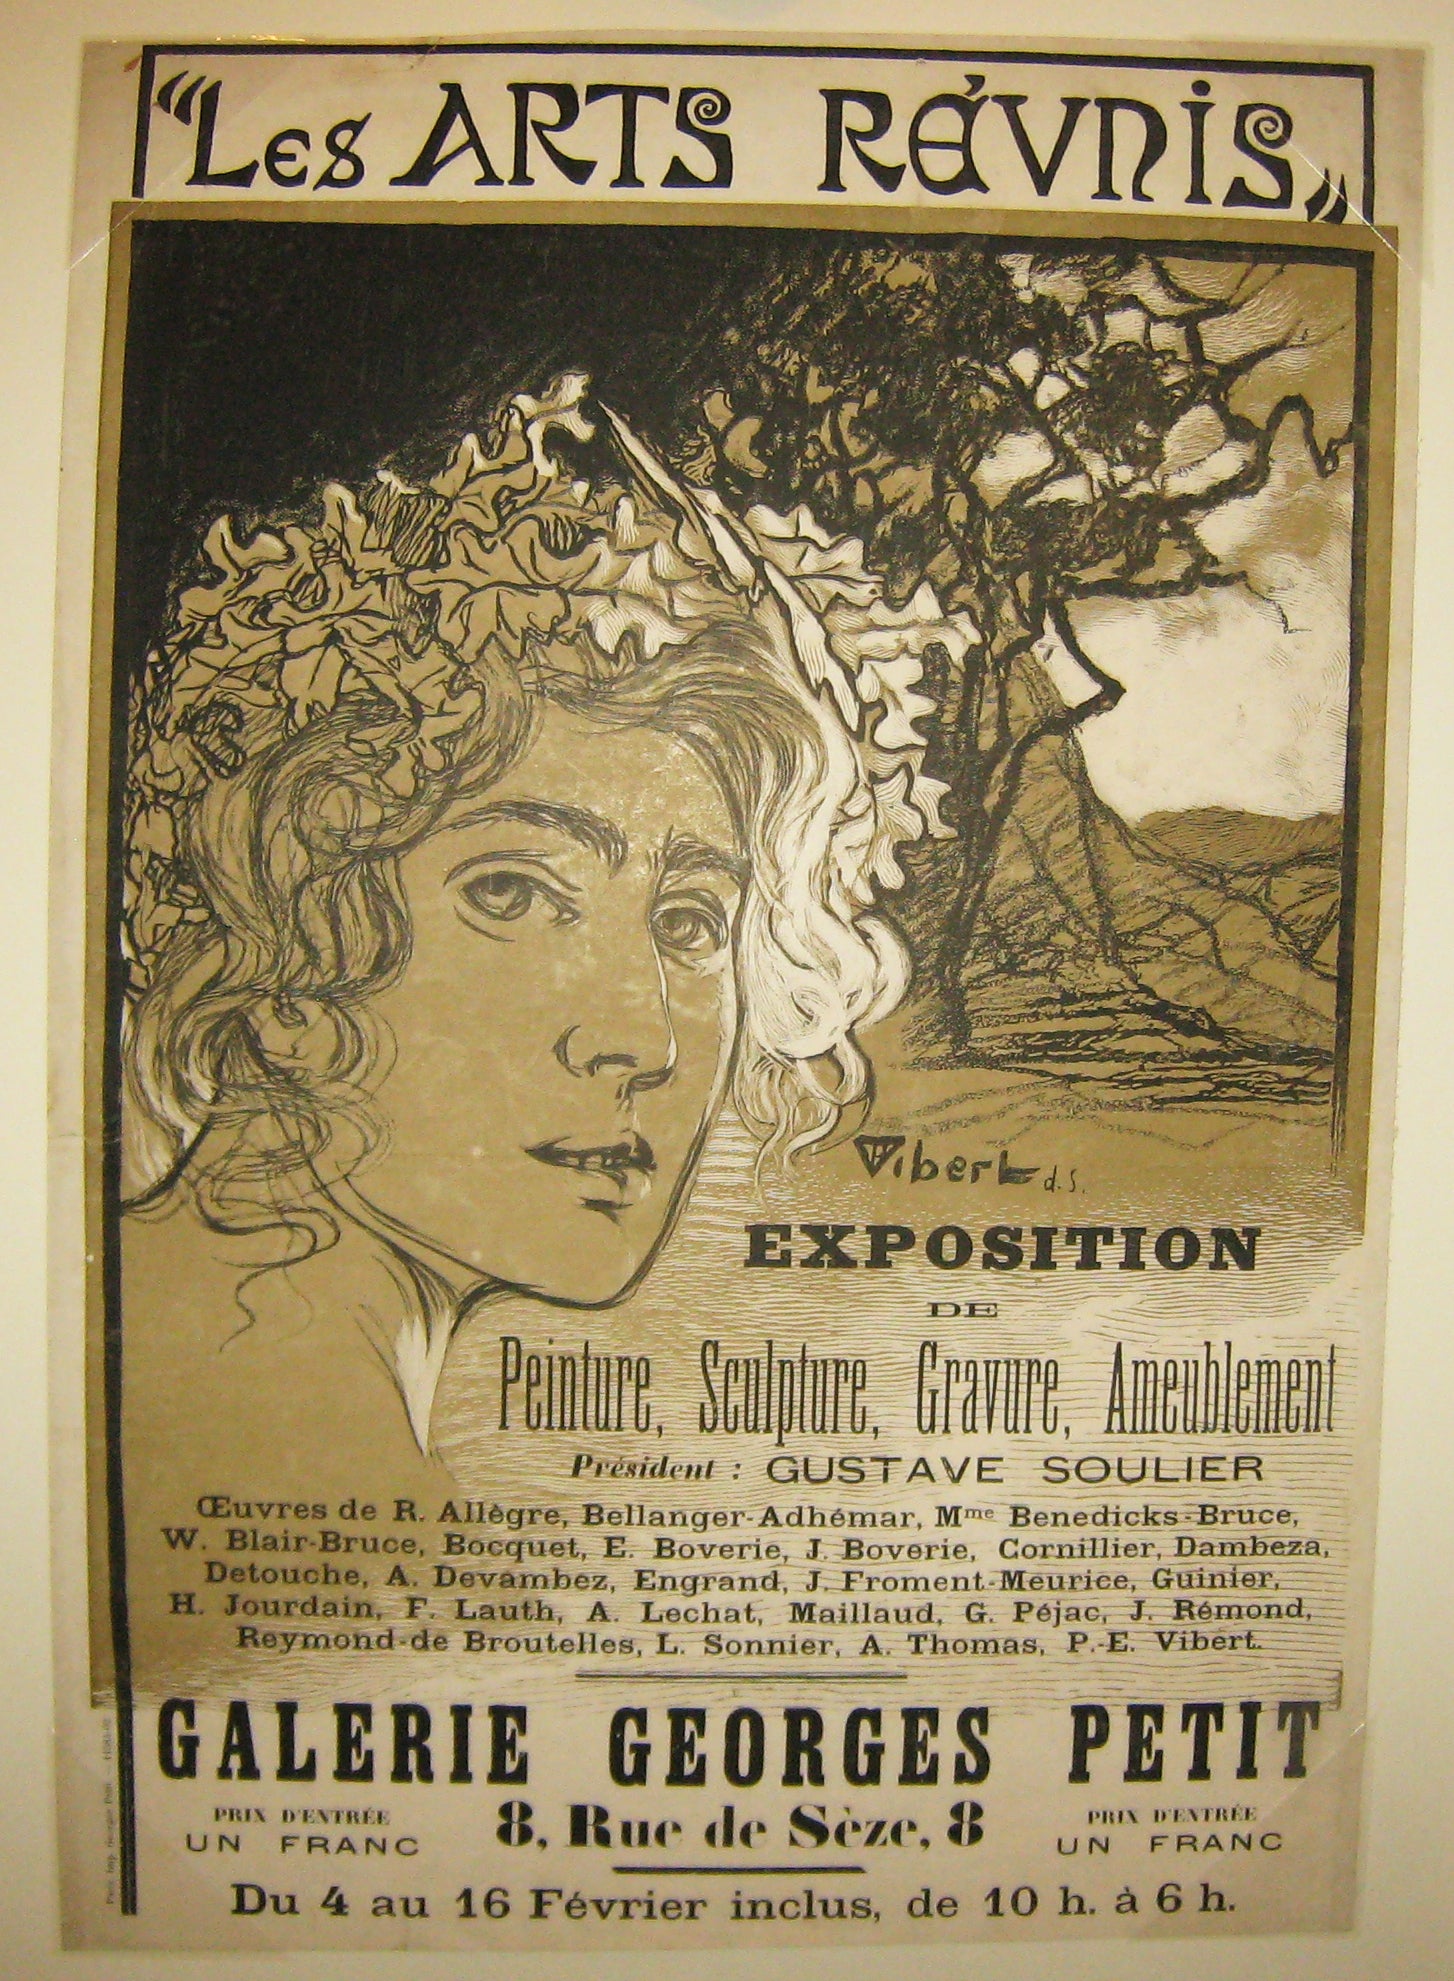 "Les ARTS RÉUNIS"
Vibert d. s.
EXPOSITION
DE
Peinture, Sculpture, Gravure, Ameublement
Président : GUSTAVE SOULIER
Œuvres de R. Allègre, Bellanger-Adhémar, Mme Benedicks-Bruce,
W. Blair-Bruce, Bocquet, E. Boverie, J. Boverie, Cornillier, Dambeza,
Detouche, A. Devambez, Engrand, J. Froment-Meurice, Guinier,
H. Jourdain, F. Lauth, A. Lechat, Maillaud, G. Péjac, J. Rémond,
Reymond-de Broutelles, L. Sonnier, A. Thomas, P.-E. Vibert.
GALERIE GEORGES PETIT
PRIX D'ENTRÉE
UN FRANC
8, Rue de Sèze, 8
PRIX D'ENTRÉE
UN FRANC
Du 4 au 16 Février inclus, de 10 h. à 6 h.